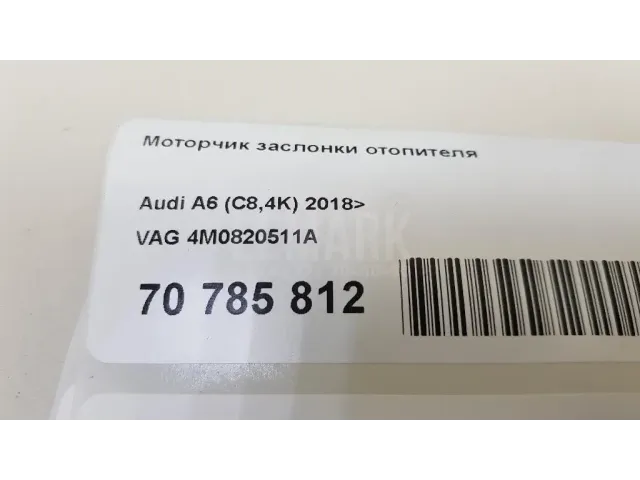 Моторчик заслонки отопителя
Audi A6 (C8,4K) 2018>
VAG 4M0820511A
70 785 812